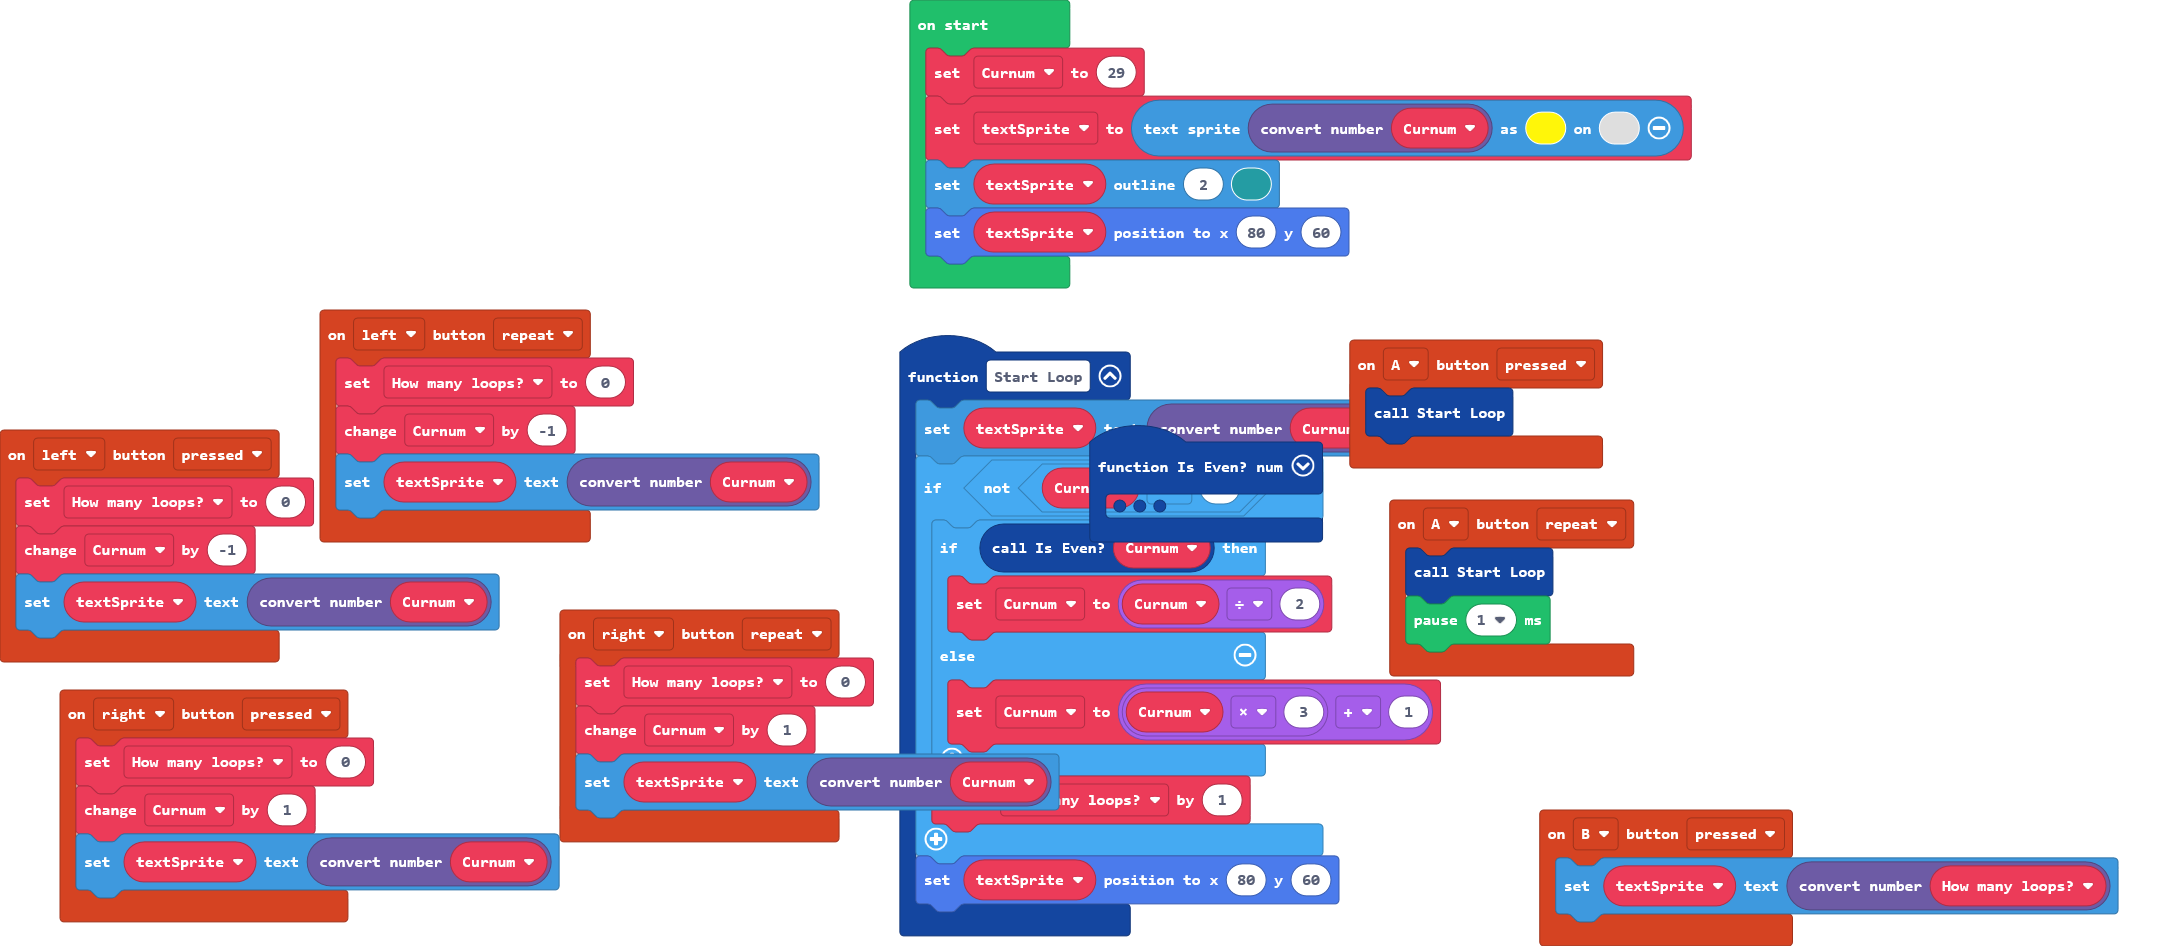 on start
set Curnum to 29
set textSprite to text sprite convert number Curnum as on
set textSprite outline 2
set textSprite position to x 80 y 60
on left button repeat
set How many loops? to 0
change Curnum by -1
set textSprite text convert number Curnum
on left button pressed
set How many loops? to 0
change Curnum by -1
set textSprite text convert number Curnum
on right button repeat
set How many loops? to 0
change Curnum by 1
set textSprite text convert number Curnum
on right button pressed
set How many loops? to 0
change Curnum by 1
set textSprite text convert number Curnum
function Start Loop
set textSprite convert number
if not
function Is Even? num
if call Is Even? Curnum then
set Curnum to Curnum ÷ 2
else
set Curnum to Curnum × 3 + 1
loops? by 1
set textSprite position to x 80 y 60
on A button pressed
call Start Loop
on A button repeat
call Start Loop
pause 1 ms
on B button pressed
set textSprite text convert number How many loops?